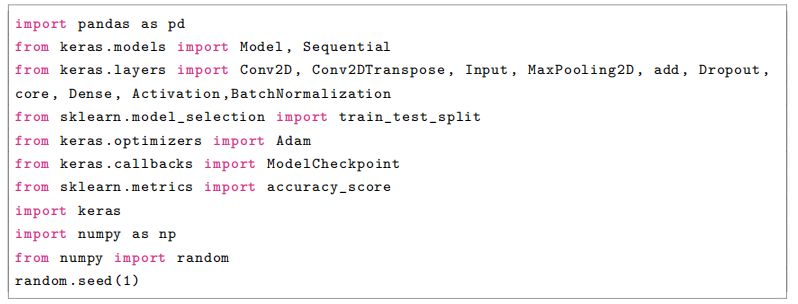 import pandas as pd
from keras.models import Model, Sequential
from keras.layers import Conv2D, Conv2DTranspose, Input, MaxPooling2D, add, Dropout,
core, Dense, Activation,BatchNormalization
from sklearn.model_selection import train_test_split
from keras.optimizers import Adam
from keras.callbacks import ModelCheckpoint
from sklearn.metrics import accuracy_score
import keras
import numpy as np
from numpy import random
random.seed(1)